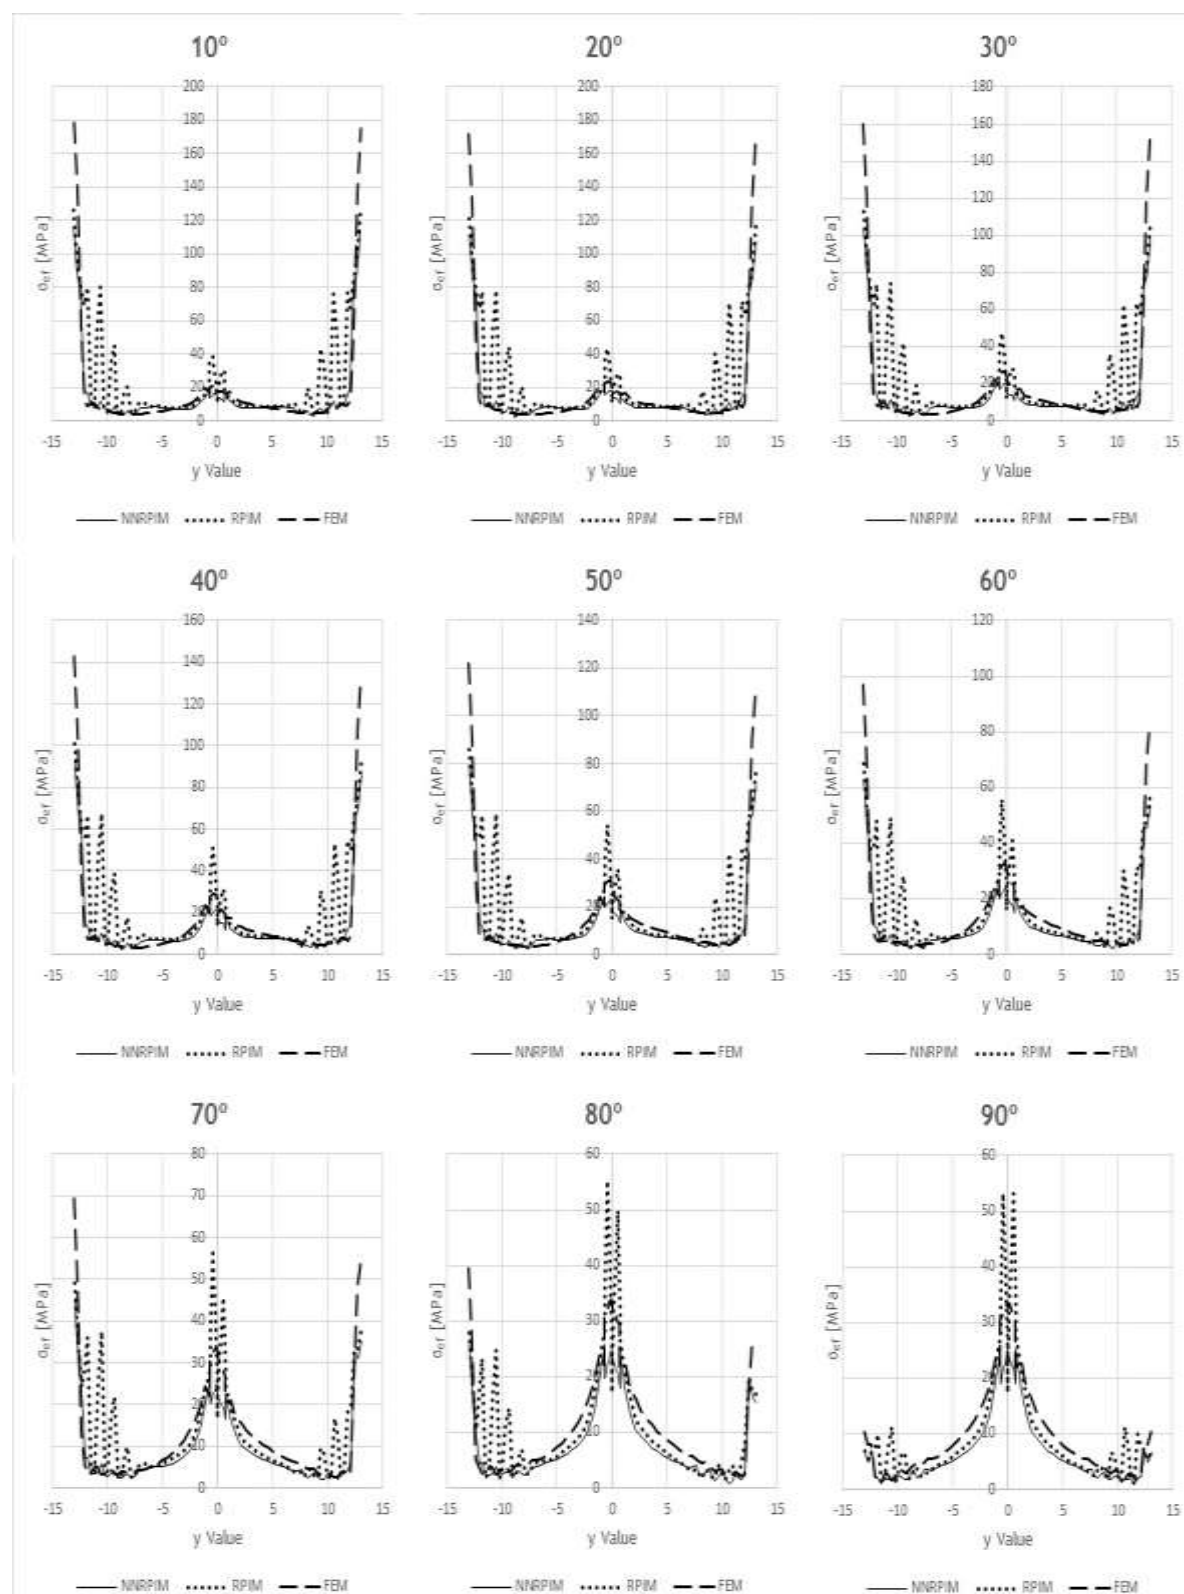 10º 20º 30º
200 200 180
180 180 160
160 160 140
140 140 120
120 120 100
100 100 80
80 80 60
60 60 40
40 40 20
20 20 0
0 0
σef [MPa] σef [MPa] σef [MPa]
-15 -10 -5 0 5 10 15 -15 -10 -5 0 5 10 15 -15 -10 -5 0 5 10 15
y Value y Value y Value
NNRPIM RPIM FEM NNRPIM RPIM FEM NNRPIM RPIM FEM
40º 50º 60º
160 140 120
140 120 100
120 100 80
100 80 60
80 60 40
60 40 20
40 20 0
20 0
0
σef [MPa] σef [MPa] σef [MPa]
-15 -10 -5 0 5 10 15 -15 -10 -5 0 5 10 15 -15 -10 -5 0 5 10 15
y Value y Value y Value
NNRPIM RPIM FEM NNRPIM RPIM FEM NNRPIM RPIM FEM
70º 80º 90º
80 60 60
70 50 50
60 40 40
50 30 30
40 20 20
30 10 10
20 0 0
10
0
σef [MPa] σef [MPa] σef [MPa]
-15 -10 -5 0 5 10 15 -15 -10 -5 0 5 10 15 -15 -10 -5 0 5 10 15
y Value y Value y Value
NNRPIM RPIM FEM NNRPIM RPIM FEM NNRPIM RPIM FEM